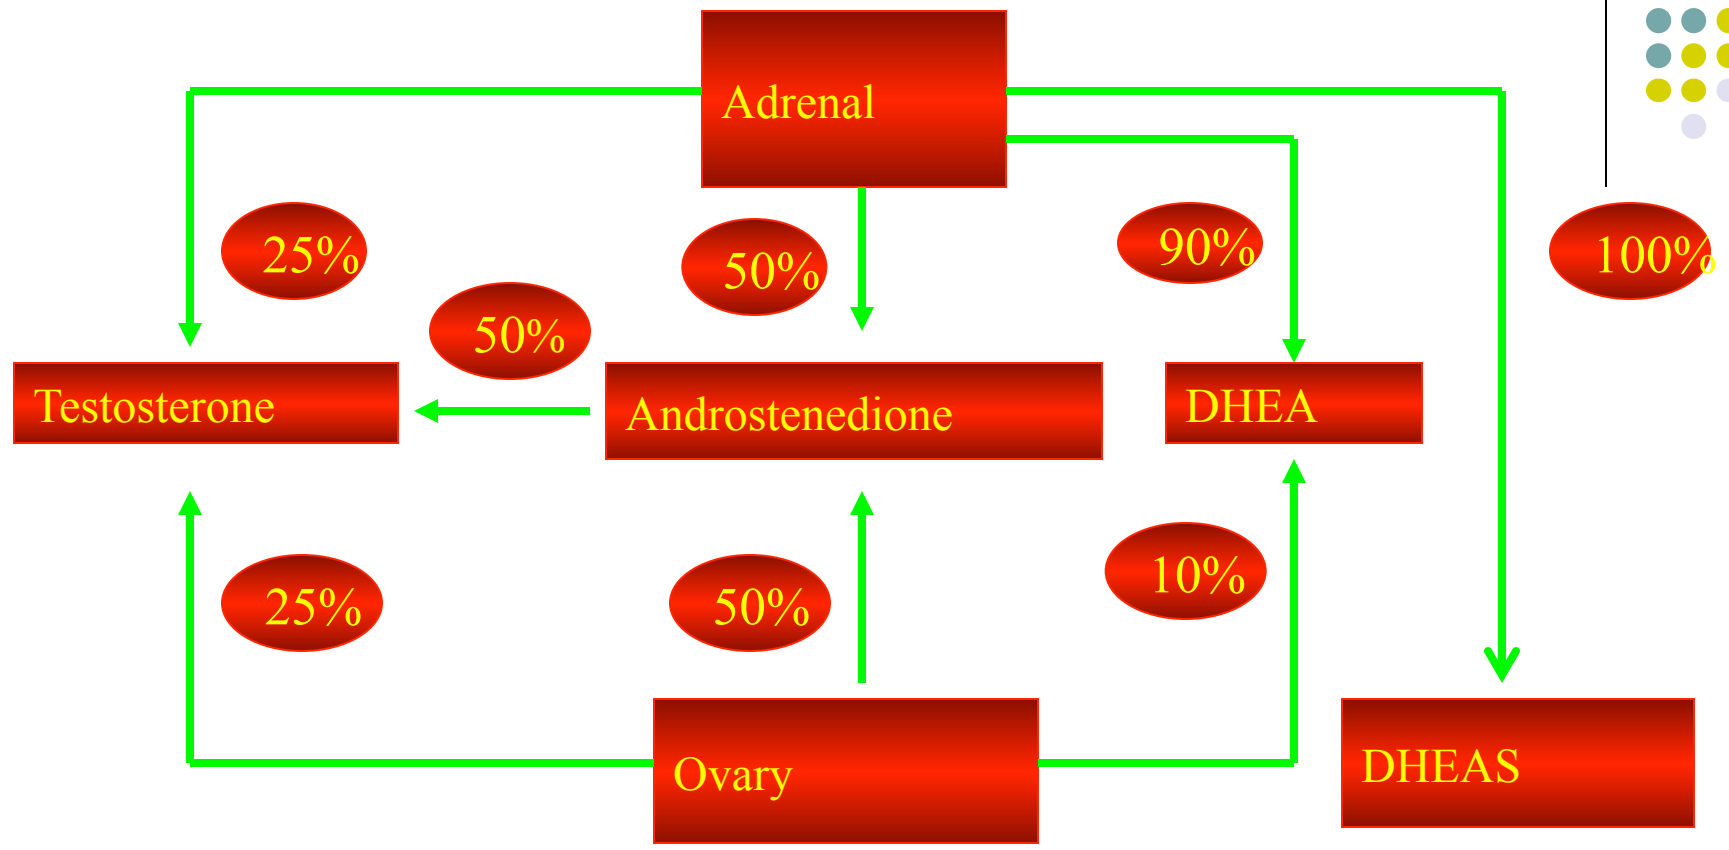 Adrenal
25%
50%
90%
100%
50%
Testosterone
Androstenedione
DHEA
25%
50%
10%
Ovary
DHEAS